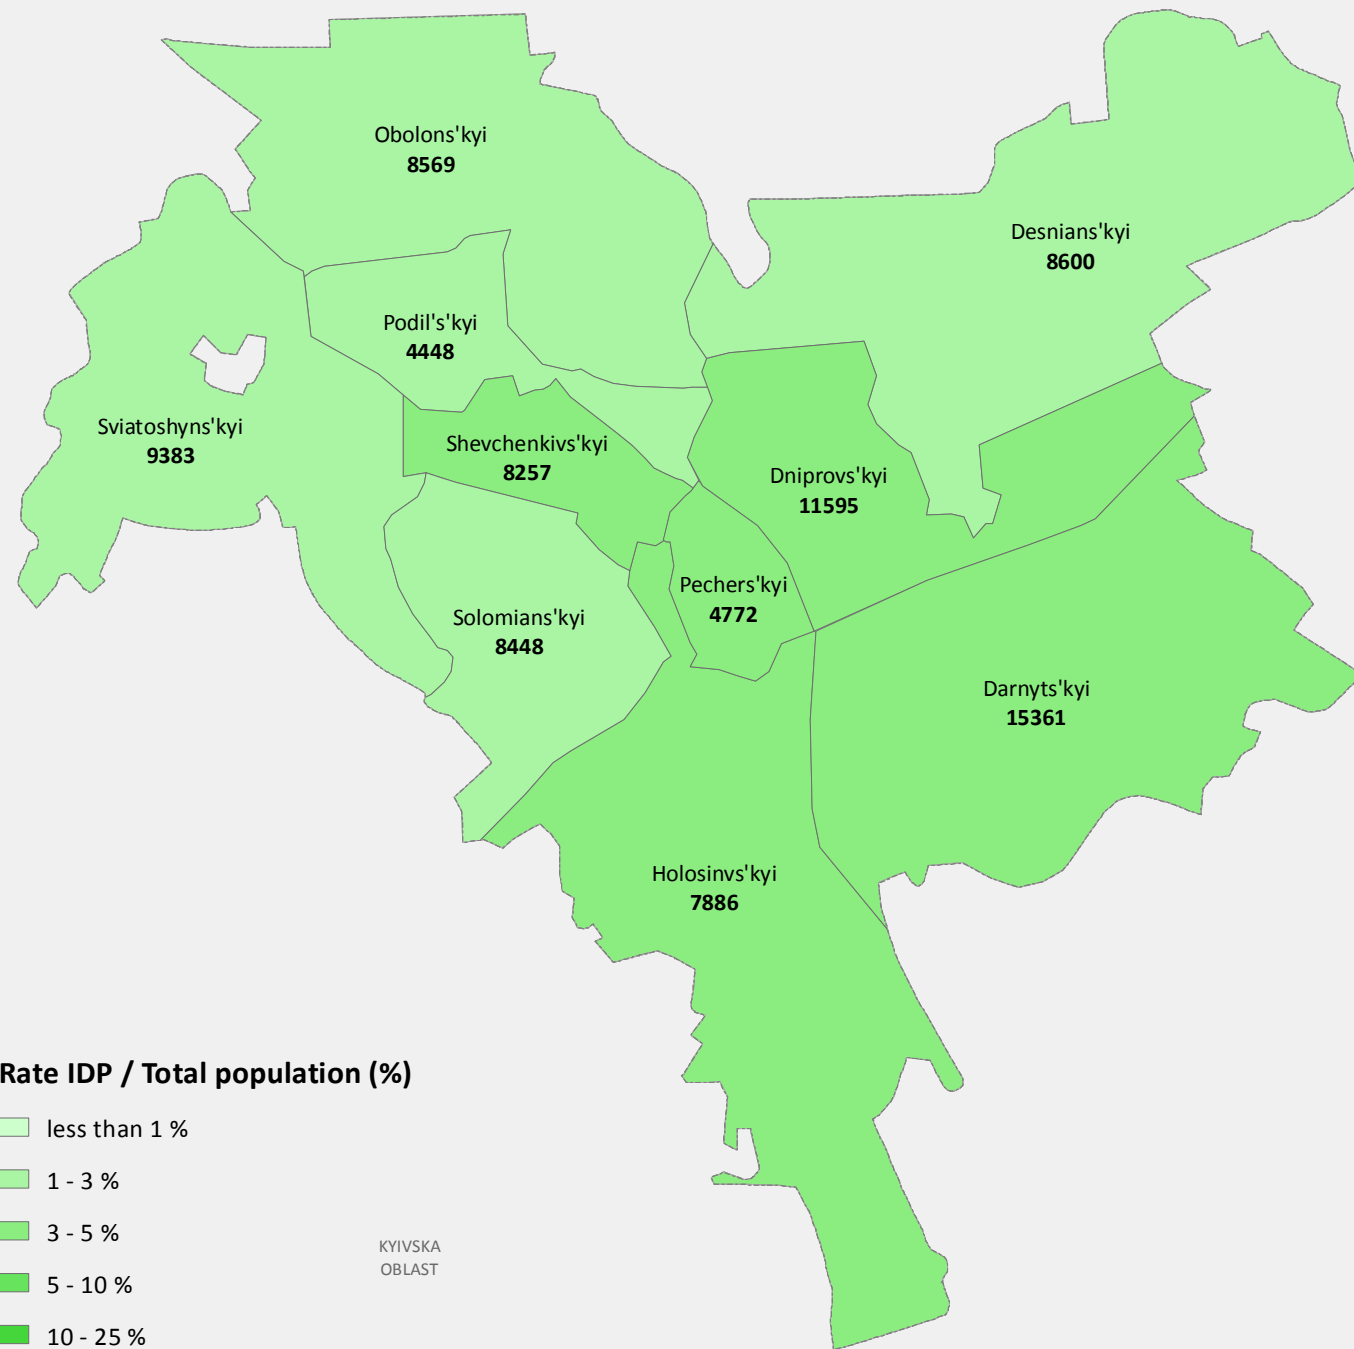 Obolons'kyi
8569
Desnians'kyi
8600
Podil's'kyi
4448
Sviatoshyns'kyi
9383
Shevchenkivs'kyi
8257
Dniprovs'kyi
11595
Pechers'kyi
4772
Solomians'kyi
8448
Darnyts'kyi
15361
Holosinvs'kyi
7886
Rate IDP / Total population (%)
less than 1 %
1 - 3 %
3 - 5 %
5 - 10 %
10 - 25 %
KYIVSKA
OBLAST